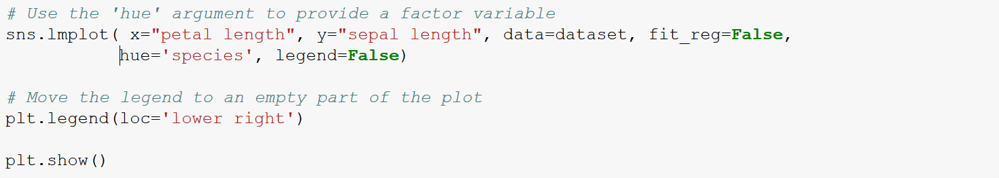 # Use the 'hue' argument to provide a factor variable
sns.lmplot( x="petal length", y="sepal length", data=dataset, fit_reg=False,
hue='species', legend=False)
# Move the legend to an empty part of the plot
plt.legend(loc='lower right')
plt.show()